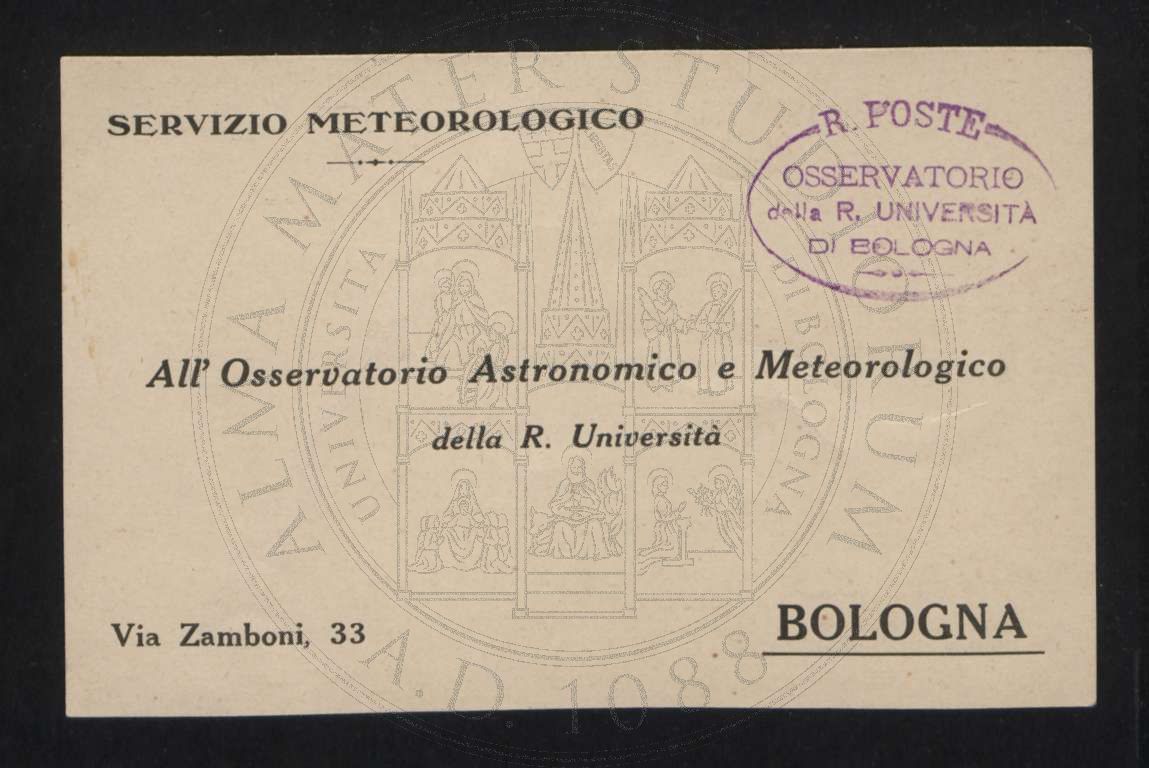 SERVIZIO METEOROLOGICO
R. POSTE
OSSERVATORIO
della R. UNIVERSITÀ
DI BOLOGNA
All' Osservatorio Astronomico e Meteorologico
della R. Università
Via Zamboni, 33
BOLOGNA
ALMA MATER STUDIORUM
UNIVERSITA DI BOLOGNA
A.D. 1088